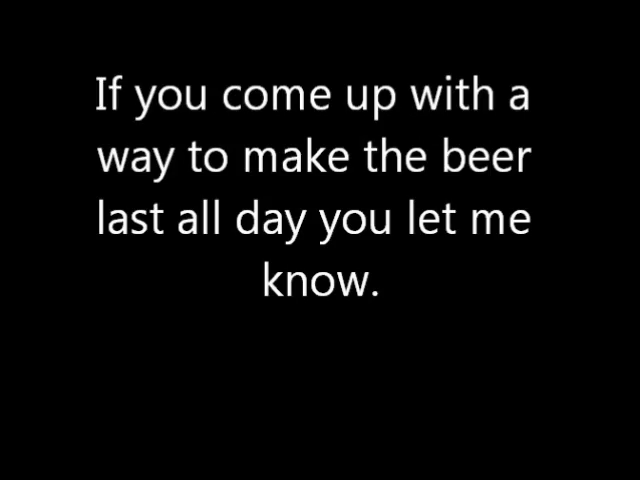 If you come up with a
way to make the beer
last all day you let me
know.